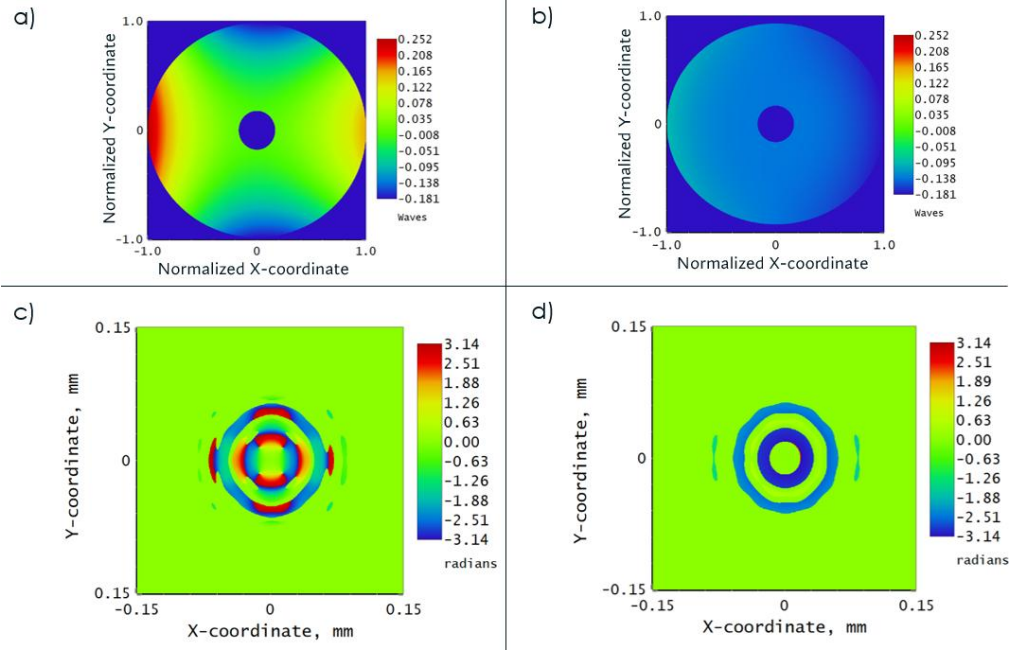 a)
Normalized Y-coordinate
1.0
0
-1.0
-1.0 0 1.0
Normalized X-coordinate
0.252
0.208
0.165
0.122
0.078
0.035
-0.008
-0.051
-0.095
-0.138
-0.181
Waves
b)
Normalized Y-coordinate
1.0
0
-1.0
-1.0 0 1.0
Normalized X-coordinate
0.252
0.208
0.165
0.122
0.078
0.035
-0.008
-0.051
-0.095
-0.138
-0.181
Waves
c)
Y-coordinate, mm
0.15
0
0.15
-0.15 0 0.15
X-coordinate, mm
3.14
2.51
1.88
1.26
0.63
0.00
-0.63
-1.26
-1.88
-2.51
-3.14
radians
d)
Y-coordinate, mm
0.15
0
-0.15
-0.15 0 0.15
X-coordinate, mm
3.14
2.51
1.89
1.26
0.63
0.00
-0.63
-1.26
-1.88
-2.51
-3.14
radians